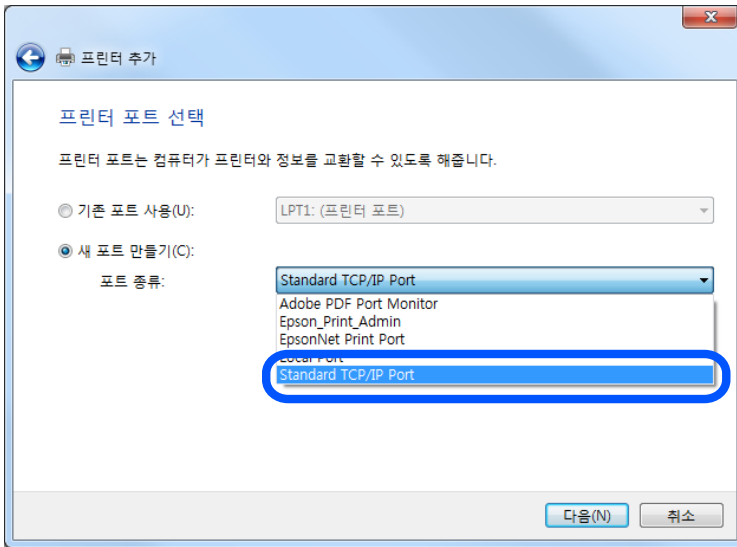 프린터 추가
프린터 포트 선택
프린터 포트는 컴퓨터가 프린터와 정보를 교환할 수 있도록 해줍니다.
기존 포트 사용(U): LPT1: (프린터 포트)
새 포트 만들기(C):
포트 종류: Standard TCP/IP Port
Adobe PDF Port Monitor
Epson_Print_Admin
EpsonNet Print Port
Local Port
Standard TCP/IP Port
다음(N) 취소